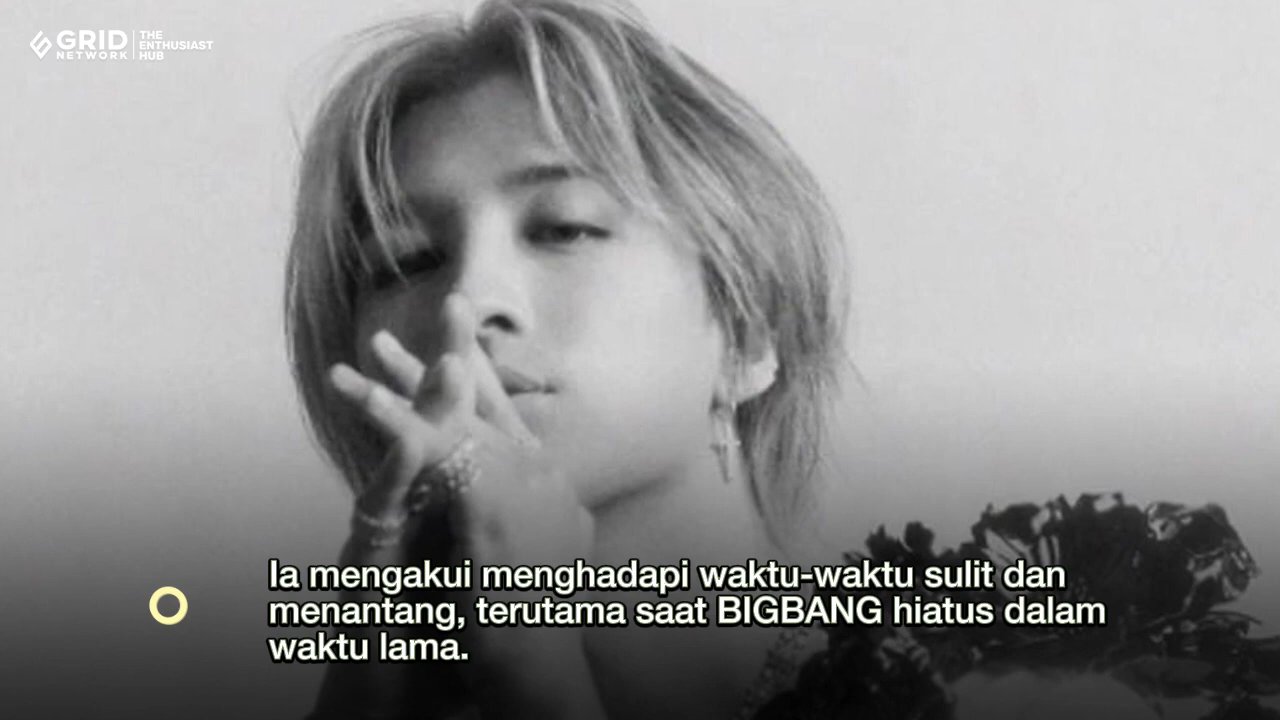 GRID
NETWORK
THE
ENTHUSIAST
HUB
Ia mengakui menghadapi waktu-waktu sulit dan
menantang, terutama saat BIGBANG hiatus dalam
waktu lama.